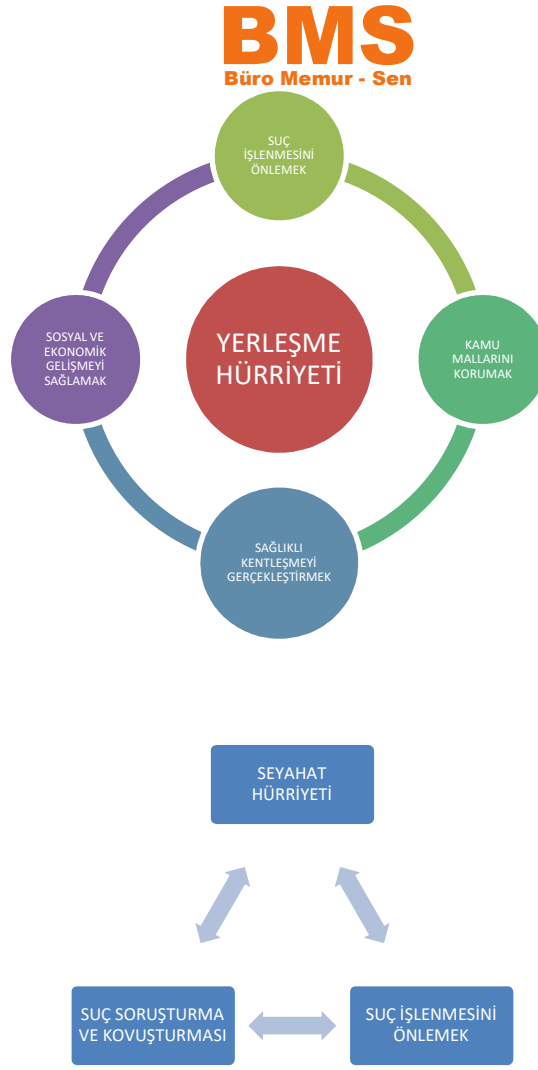 BMS
Büro Memur - Sen
SUÇ
İŞLENMESİNİ
ÖNLEMEK
SOSYAL VE
EKONOMİK
GELİŞMEYİ
SAĞLAMAK
YERLEŞME
HÜRRİYETİ
KAMU
MALLARINI
KORUMAK
SAĞLIKLI
KENTLEŞMEYİ
GERÇEKLEŞTİRMEK
SEYAHAT
HÜRRİYETİ
SUÇ SORUŞTURMA
VE KOVUŞTURMASI
SUÇ İŞLENMESİNİ
ÖNLEMEK